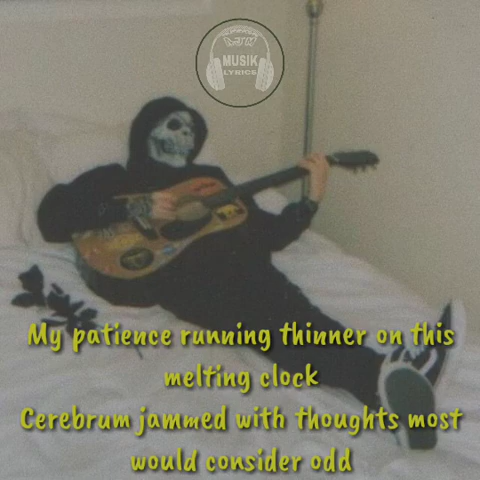 MUSIK
LYRICS
My patience running thinner on this
melting clock
Cerebrum jammed with thoughts most
would consider odd